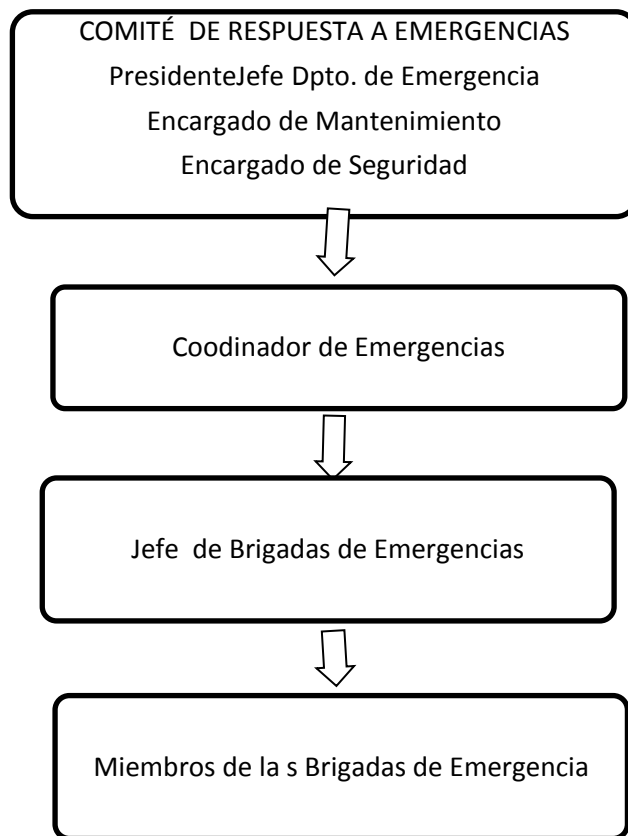 COMITÉ DE RESPUESTA A EMERGENCIAS
PresidenteJefe Dpto. de Emergencia
Encargado de Mantenimiento
Encargado de Seguridad
Coodinador de Emergencias
Jefe de Brigadas de Emergencias
Miembros de la s Brigadas de Emergencia